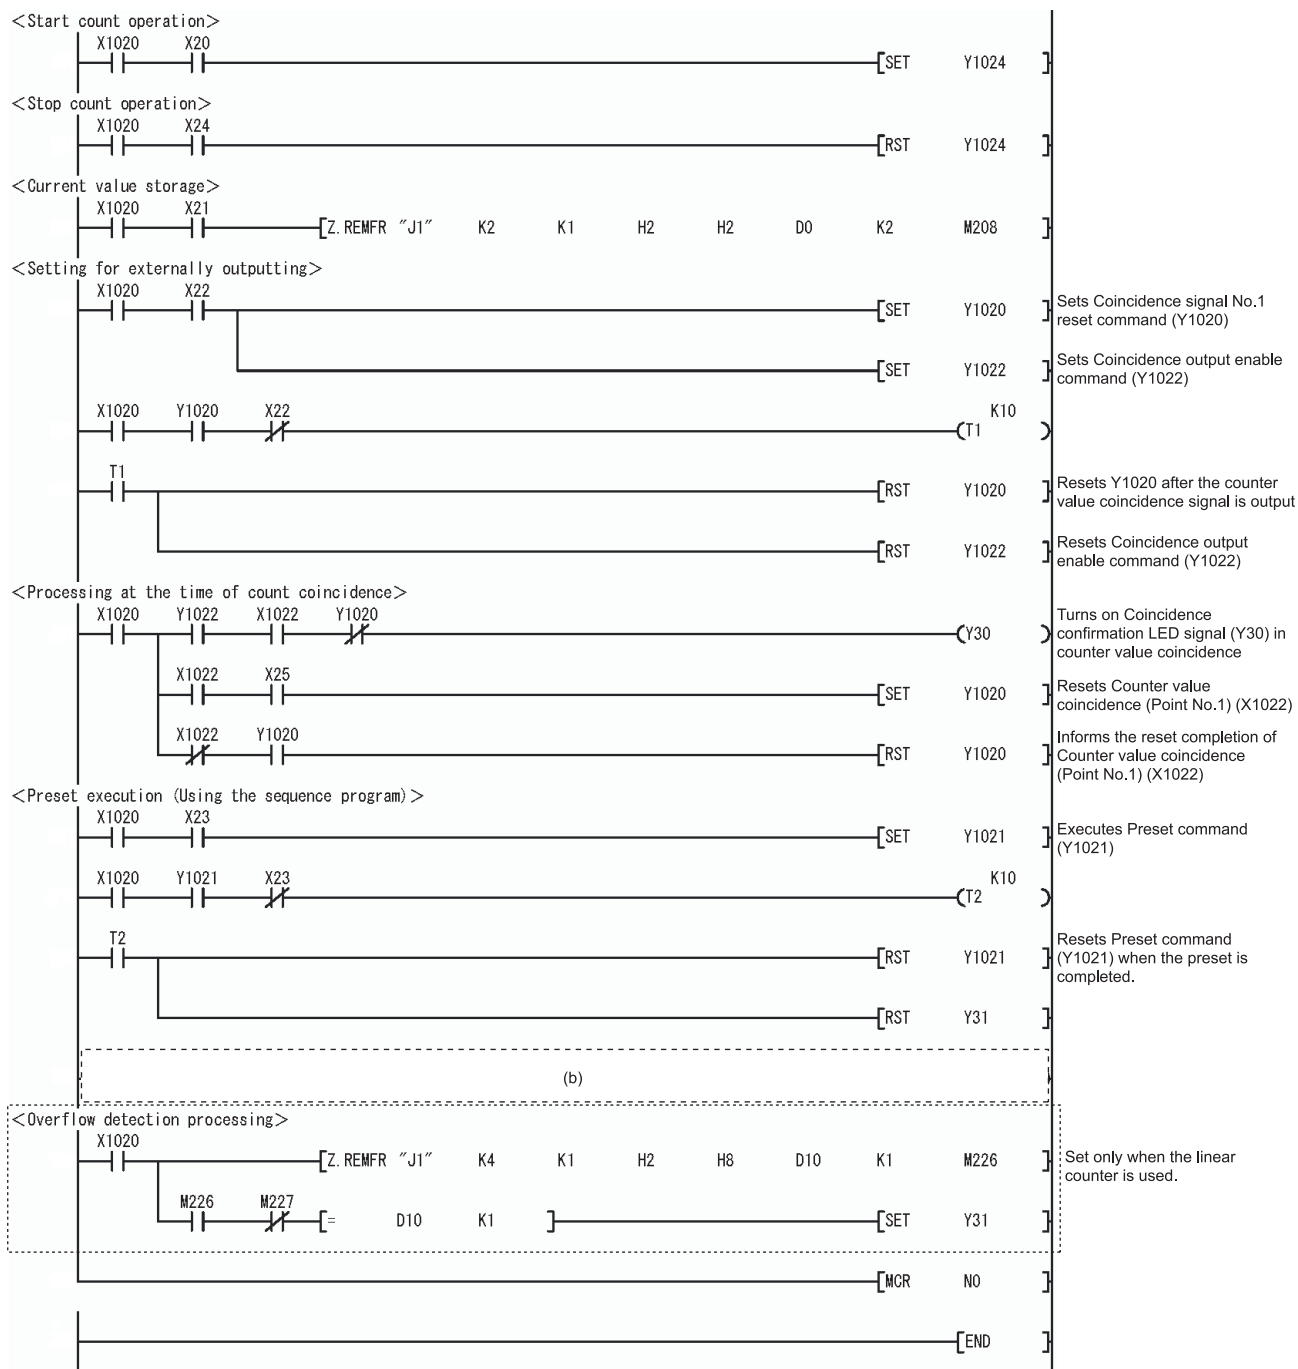 <Start count operation>
X1020 X20
SET Y1024
<Stop count operation>
X1020 X24
RST Y1024
<Current value storage>
X1020 X21
Z.REMFR "J1" K2 K1 H2 H2 D0 K2 M208
<Setting for externally outputting>
X1020 X22
SET Y1020
Sets Coincidence signal No.1
reset command (Y1020)
SET Y1022
Sets Coincidence output enable
command (Y1022)
X1020 Y1020 X22 K10
T1
T1
RST Y1020
Resets Y1020 after the counter
value coincidence signal is output
RST Y1022
Resets Coincidence output
enable command (Y1022)
<Processing at the time of count coincidence>
X1020 Y1022 X1022 Y1020
Y30
Turns on Coincidence
confirmation LED signal (Y30) in
counter value coincidence
X1022 X25
SET Y1020
Resets Counter value
coincidence (Point No.1) (X1022)
X1022 Y1020
RST Y1020
Informs the reset completion of
Counter value coincidence
(Point No.1) (X1022)
<Preset execution (Using the sequence program)>
X1020 X23
SET Y1021
Executes Preset command
(Y1021)
X1020 Y1021 X23 K10
T2
T2
RST Y1021
Resets Preset command
(Y1021) when the preset is
completed.
RST Y31
(b)
<Overflow detection processing>
X1020
Z.REMFR "J1" K4 K1 H2 H8 D10 K1 M226
Set only when the linear
counter is used.
M226 M227
= D10 K1
SET Y31
MCR N0
END